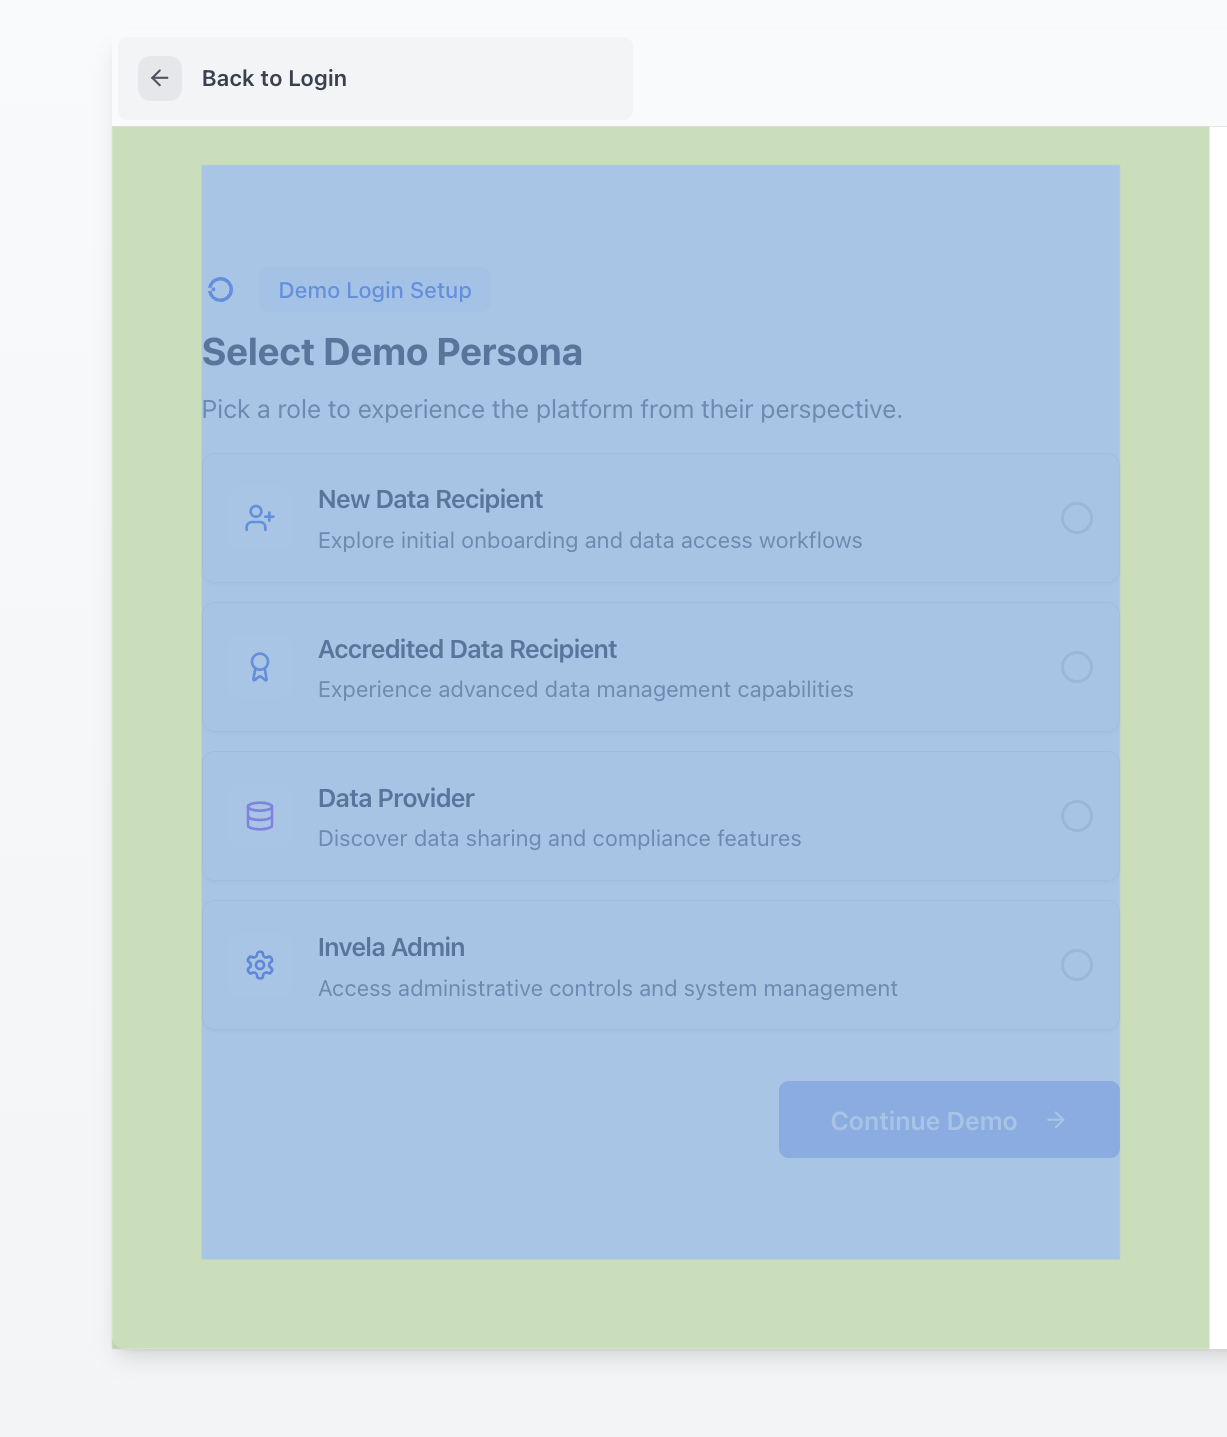 Back to Login
Demo Login Setup
Select Demo Persona
Pick a role to experience the platform from their perspective.
New Data Recipient
Explore initial onboarding and data access workflows
Accredited Data Recipient
Experience advanced data management capabilities
Data Provider
Discover data sharing and compliance features
Invela Admin
Access administrative controls and system management
Continue Demo